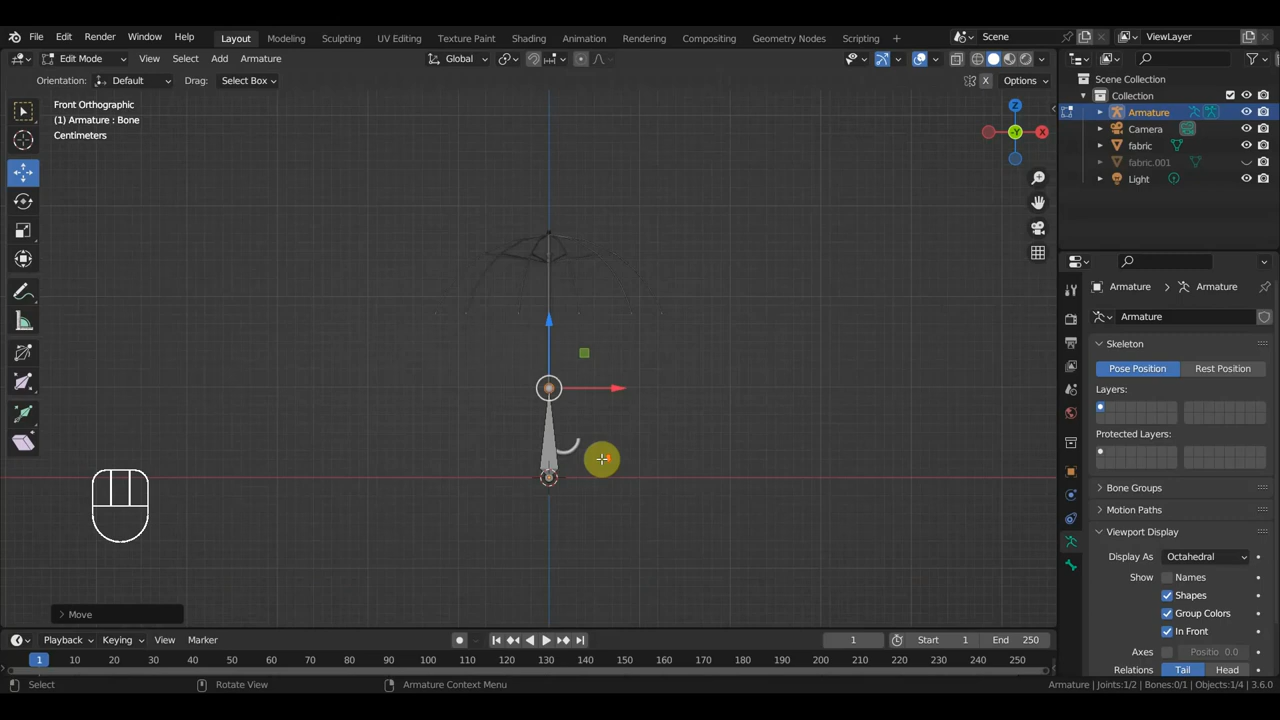 File Edit Render Window Help Layout Modeling Sculpting UV Editing Texture Paint Shading Animation Rendering Compositing Geometry Nodes Scripting + Scene ViewLayer
Edit Mode View Select Add Armature Global
Orientation: Default Drag: Select Box X Options
Front Orthographic
(1) Armature : Bone
Centimeters
Z
X
-Y
Scene Collection
Collection
Armature
Camera
fabric
fabric.001
Light
Armature > Armature
Armature
Skeleton
Pose Position Rest Position
Layers:
Protected Layers:
Bone Groups
Motion Paths
Viewport Display
Display As Octahedral
Show Names
Shapes
Group Colors
In Front
Axes Positio 0.0
Relations Tail Head
> Move
Playback Keying View Marker 1 Start 1 End 250
1 10 20 30 40 50 60 70 80 90 100 110 120 130 140 150 160 170 180 190 200 210 220 230 240 250
Select Rotate View Armature Context Menu Armature | Joints:1/2 | Bones:0/1 | Objects:1/4 | 3.6.0